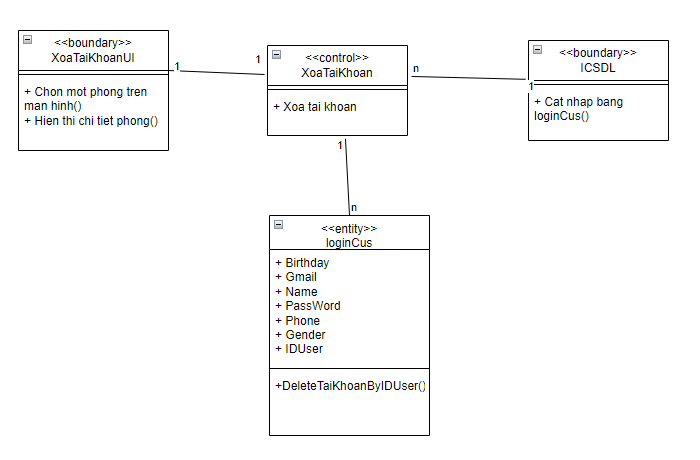 <<boundary>>
XoaTaiKhoanUI
+ Chon mot phong tren
man hinh()
+ Hien thi chi tiet phong()
1
1
<<control>>
XoaTaiKhoan
+ Xoa tai khoan
n
1
<<boundary>>
ICSDL
+ Cat nhap bang
loginCus()
1
n
<<entity>>
loginCus
+ Birthday
+ Gmail
+ Name
+ PassWord
+ Phone
+ Gender
+ IDUser
+DeleteTaiKhoanByIDUser()